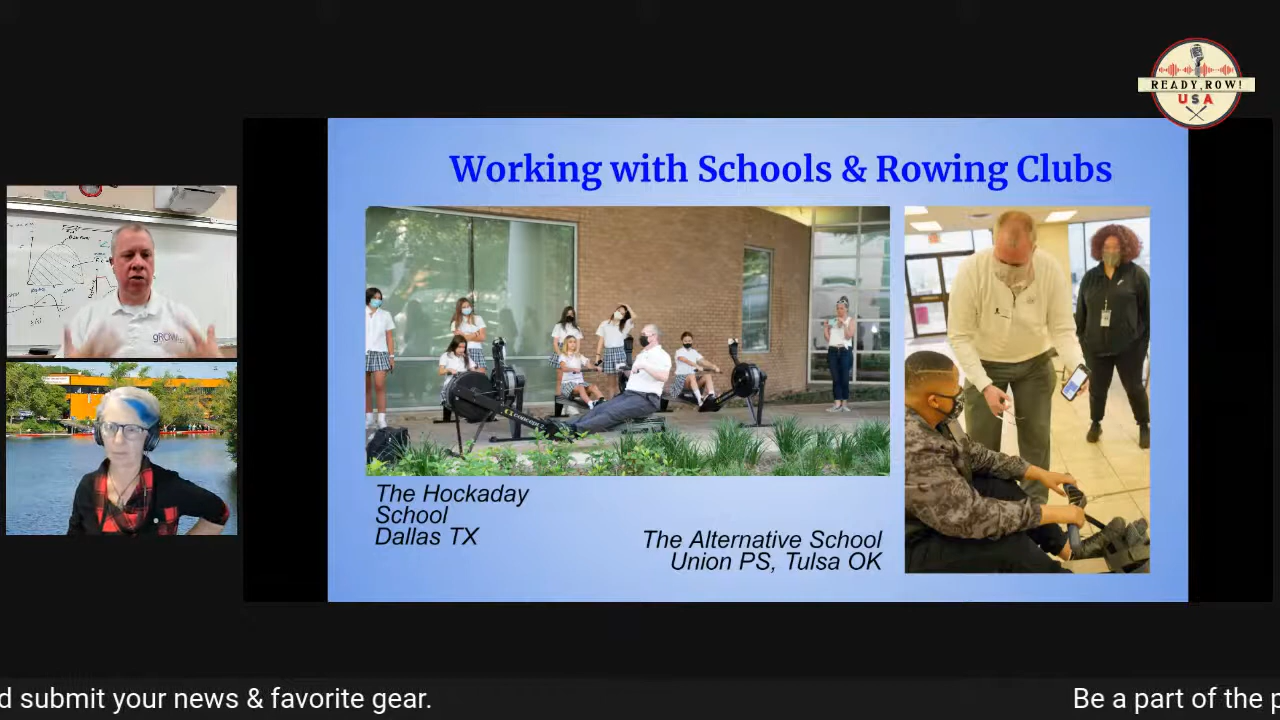 READY, ROW!
USA
Working with Schools & Rowing Clubs
gROW
The Hockaday
School
Dallas TX
The Alternative School
Union PS, Tulsa OK
d submit your news & favorite gear.
Be a part of the p